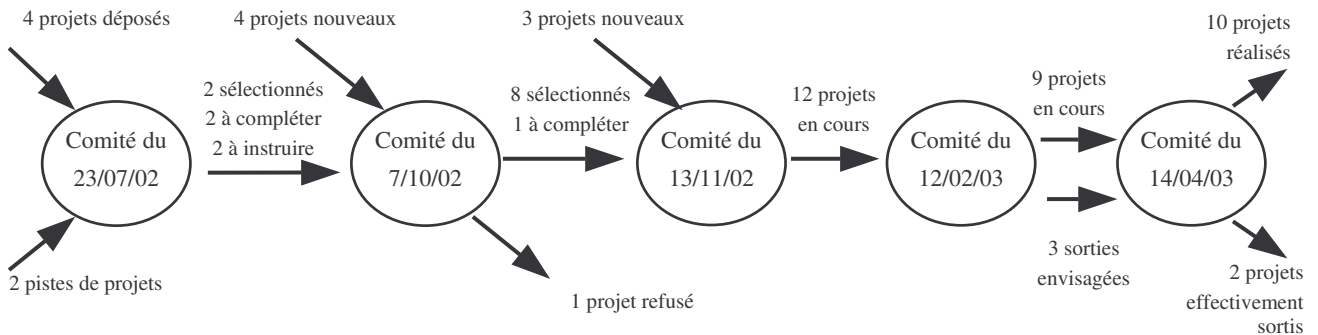 4 projets déposés
2 pistes de projets
Comité du
23/07/02
2 sélectionnés
2 à compléter
2 à instruire
4 projets nouveaux
Comité du
7/10/02
1 projet refusé
8 sélectionnés
1 à compléter
3 projets nouveaux
Comité du
13/11/02
12 projets
en cours
Comité du
12/02/03
9 projets
en cours
3 sorties
envisagées
Comité du
14/04/03
10 projets
réalisés
2 projets
effectivement
sortis